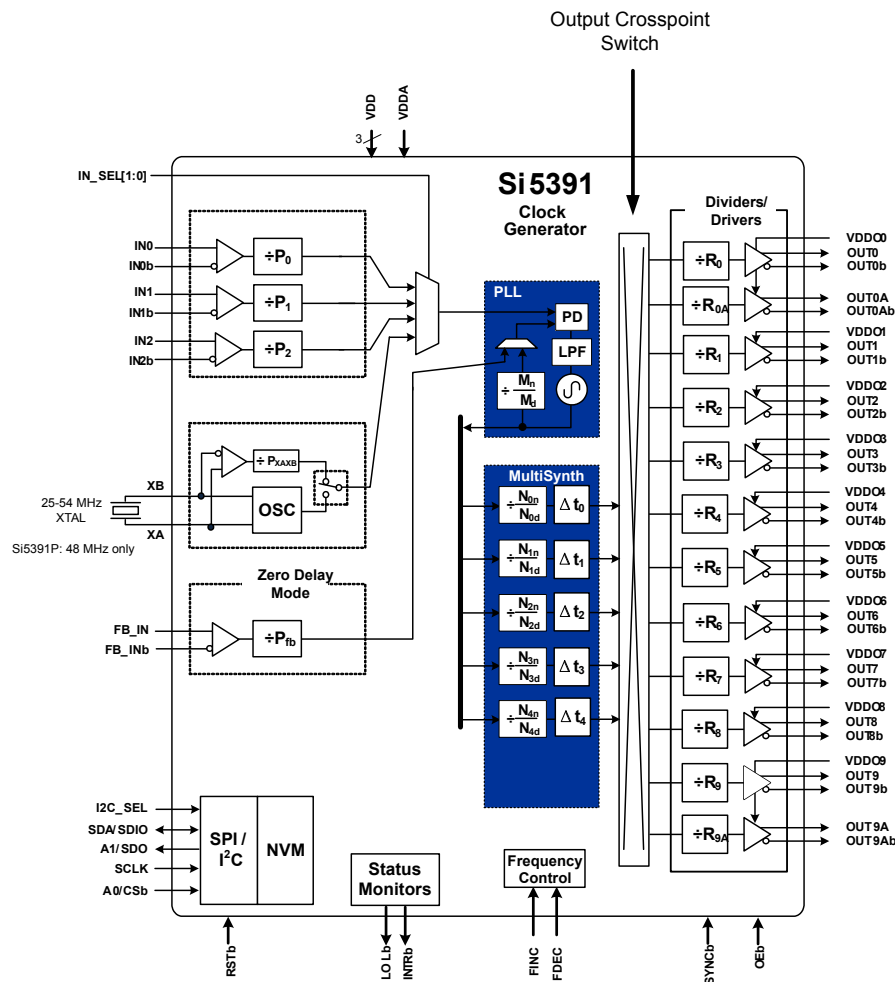 Output Crosspoint
Switch
VDD
VDDA
3
IN_SEL[1:0]
Si5391
Clock
Generator
Dividers/
Drivers
IN0
IN0b
÷P0
IN1
IN1b
÷P1
IN2
IN2b
÷P2
PLL
PD
LPF
÷ Mn
Md
XB
25-54 MHz
XTAL
XA
Si5391P: 48 MHz only
÷ PXAXB
OSC
Zero Delay
Mode
FB_IN
FB_INb
÷Pfb
MultiSynth
÷ N0n
N0d
Δ t0
÷ N1n
N1d
Δ t1
÷ N2n
N2d
Δ t2
÷ N3n
N3d
Δ t3
÷ N4n
N4d
Δ t4
÷R0
VDDO0
OUT0
OUT0b
÷R0A
OUT0A
OUT0Ab
÷R1
VDDO1
OUT1
OUT1b
÷R2
VDDO2
OUT2
OUT2b
÷R3
VDDO3
OUT3
OUT3b
÷R4
VDDO4
OUT4
OUT4b
÷R5
VDDO5
OUT5
OUT5b
÷R6
VDDO6
OUT6
OUT6b
÷R7
VDDO7
OUT7
OUT7b
÷R8
VDDO8
OUT8
OUT8b
÷R9
VDDO9
OUT9
OUT9b
÷R9A
OUT9A
OUT9Ab
I2C_SEL
SDA/SDIO
A1/SDO
SCLK
A0/CSb
SPI /
I2C
NVM
Status
Monitors
Frequency
Control
RSTb
LOLb
INTRb
FINC
FDEC
SYNCb
OEb